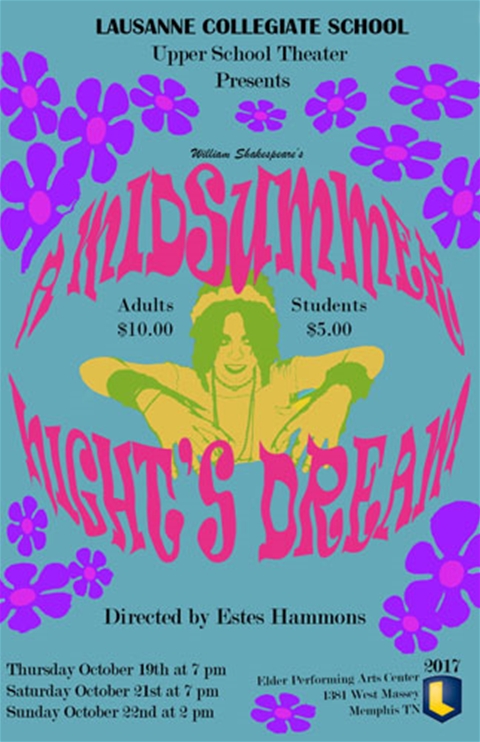 LAUSANNE COLLEGIATE SCHOOL
Upper School Theater
Presents
William Shakespeare's
A MIDSUMMER
Adults
$10.00
Students
$5.00
NIGHT'S DREAM
Directed by Estes Hammons
Thursday October 19th at 7 pm
Saturday October 21st at 7 pm
Sunday October 22nd at 2 pm
2017
Elder Performing Arts Center
1381 West Massey
Memphis TN
L